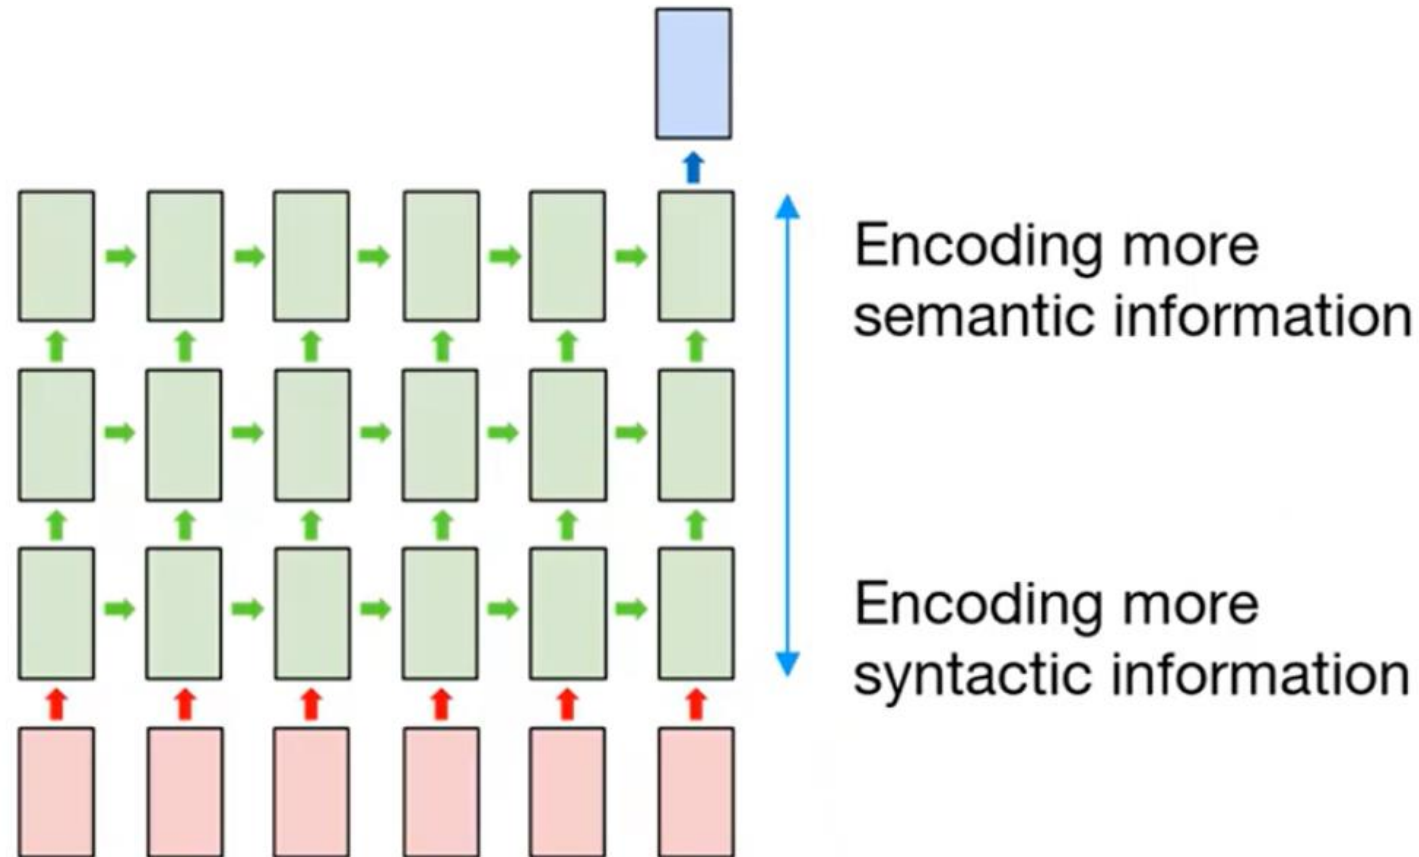 Encoding more
semantic information
Encoding more
syntactic information